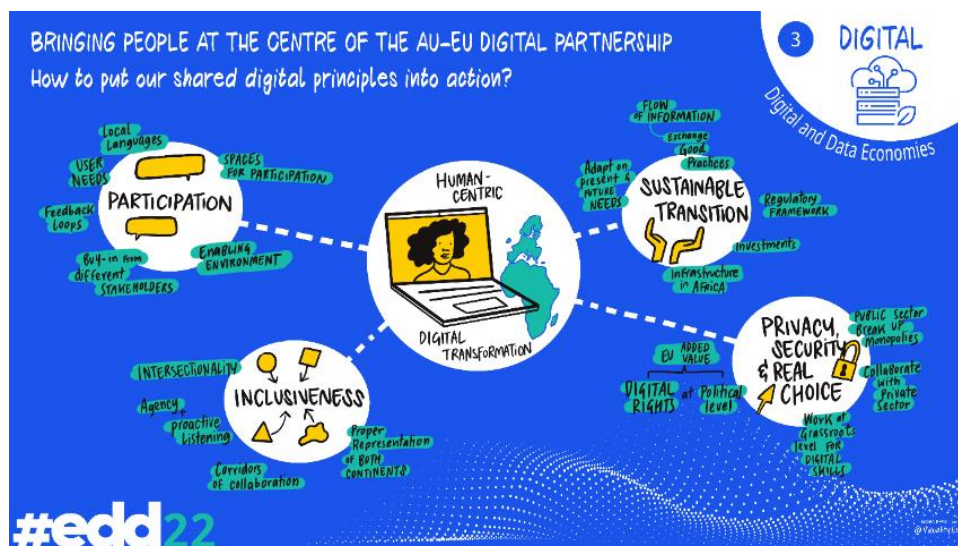 BRINGING PEOPLE AT THE CENTRE OF THE AU-EU DIGITAL PARTNERSHIP
How to put our shared digital principles into action?
3
DIGITAL
Digital and Data Economies
Local
Languages
USER
NEEDS
SPACES
FOR PARTICIPATION
PARTICIPATION
Feedback
Loops
Buy-in from
different
STAKEHOLDERS
ENABLING
ENVIRONMENT
HUMAN-
CENTRIC
DIGITAL
TRANSFORMATION
FLOW
OF INFORMATION
Exchange
Good
Practices
Adapt on
present &
FUTURE
NEEDS
SUSTAINABLE
TRANSITION
Regulatory
FRAMEWORK
Investments
Infrastructure
in AFRICA
INTERSECTIONALITY
INCLUSIVENESS
Agency +
proactive
Listening
Corridors
of collaboration
Proper
Representation
of BOTH
CONTINENTS
EU ADDED
VALUE
DIGITAL
RIGHTS
at Political
level
PRIVACY,
SECURITY
& REAL
CHOICE
PUBLIC Sector
Break UP
monopolies
Collaborate
with
Private
Sector
Work at
Grassroots
level FOR
DIGITAL
SKILLS
#edd22